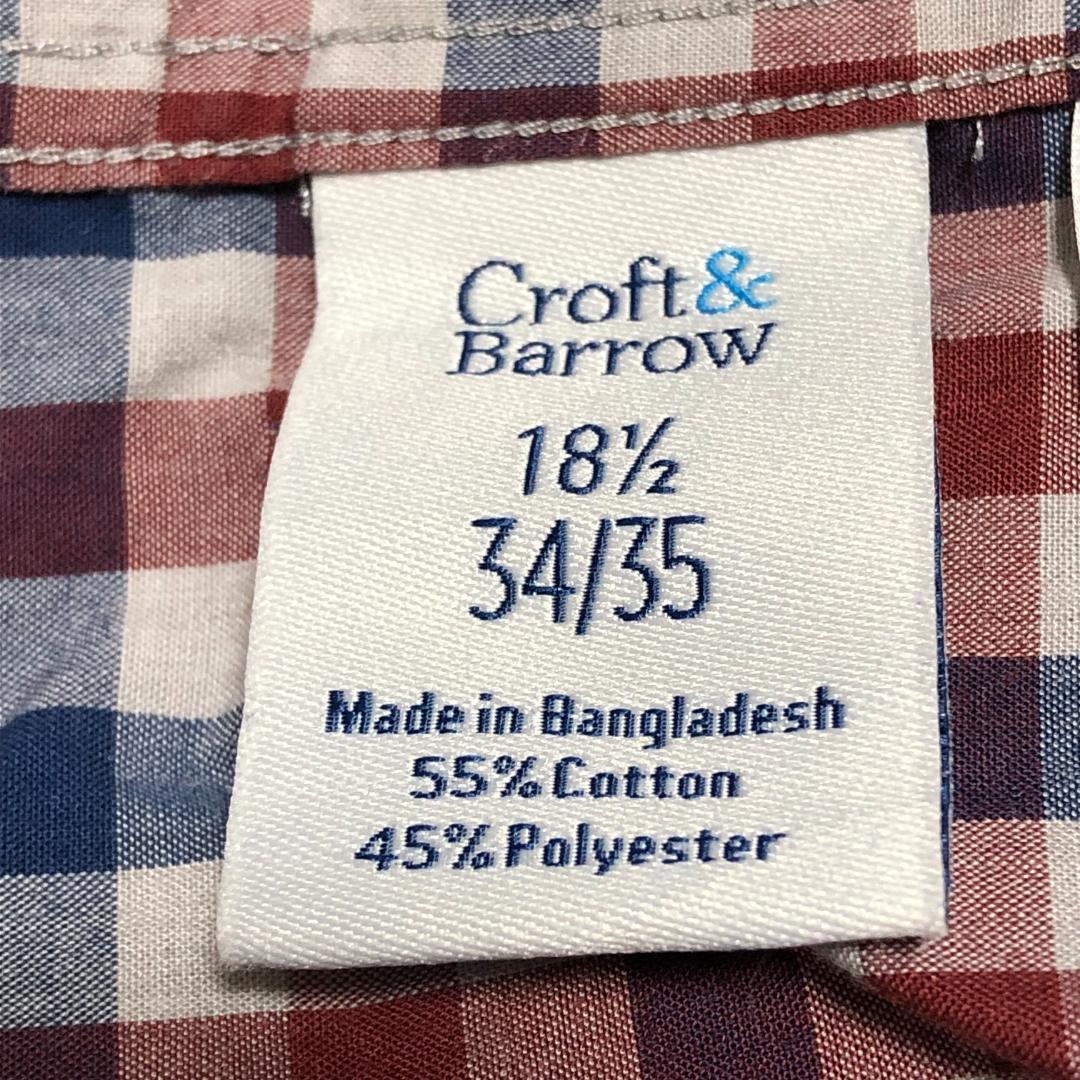 Croft &
Barrow
18½
34/35
Made in Bangladesh
55% Cotton
45% Polyester